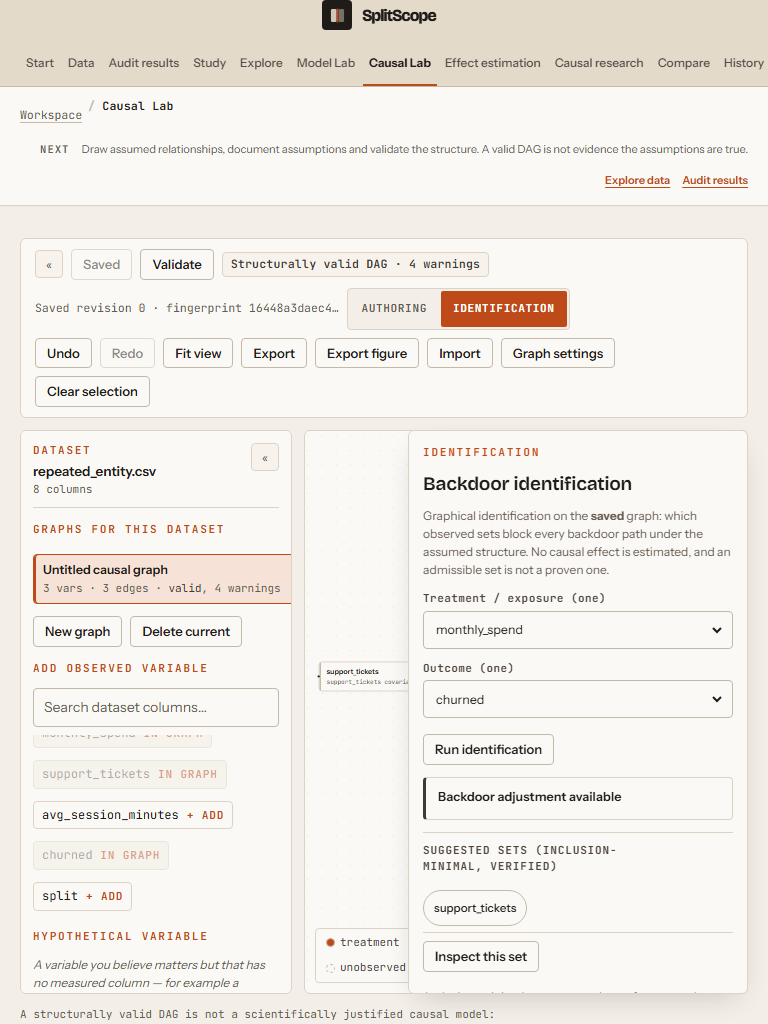 SplitScope
Start Data Audit results Study Explore Model Lab Causal Lab Effect estimation Causal research Compare History
Workspace / Causal Lab
NEXT Draw assumed relationships, document assumptions and validate the structure. A valid DAG is not evidence the assumptions are true.
Explore data Audit results
« Saved Validate Structurally valid DAG · 4 warnings
Saved revision 0 · fingerprint 16448a3daec4… AUTHORING IDENTIFICATION
Undo Redo Fit view Export Export figure Import Graph settings
Clear selection
DATASET
«
repeated_entity.csv
8 columns
GRAPHS FOR THIS DATASET
Untitled causal graph
3 vars · 3 edges · valid, 4 warnings
New graph Delete current
ADD OBSERVED VARIABLE
Search dataset columns...
monthly_spend IN GRAPH
support_tickets IN GRAPH
avg_session_minutes + ADD
churned IN GRAPH
split + ADD
HYPOTHETICAL VARIABLE
A variable you believe matters but that has
no measured column — for example a
support_tickets
support_tickets
treatment
unobserved
IDENTIFICATION
Backdoor identification
Graphical identification on the saved graph: which
observed sets block every backdoor path under the
assumed structure. No causal effect is estimated, and an
admissible set is not a proven one.
Treatment / exposure (one)
monthly_spend
Outcome (one)
churned
Run identification
Backdoor adjustment available
SUGGESTED SETS (INCLUSION-
MINIMAL, VERIFIED)
support_tickets
Inspect this set
A structurally valid DAG is not a scientifically justified causal model: